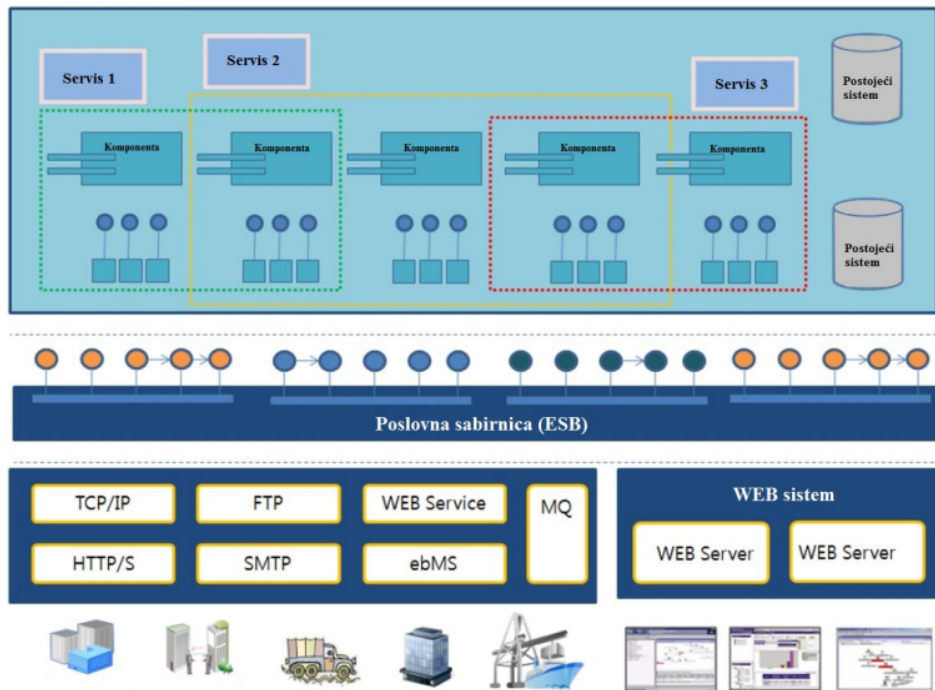 Servis 1
Servis 2
Servis 3
Postojeći
sistem
Komponenta
Komponenta
Komponenta
Komponenta
Komponenta
Postojeći
sistem
Poslovna sabirnica (ESB)
TCP/IP
FTP
WEB Service
MQ
HTTP/S
SMTP
ebMS
WEB sistem
WEB Server
WEB Server